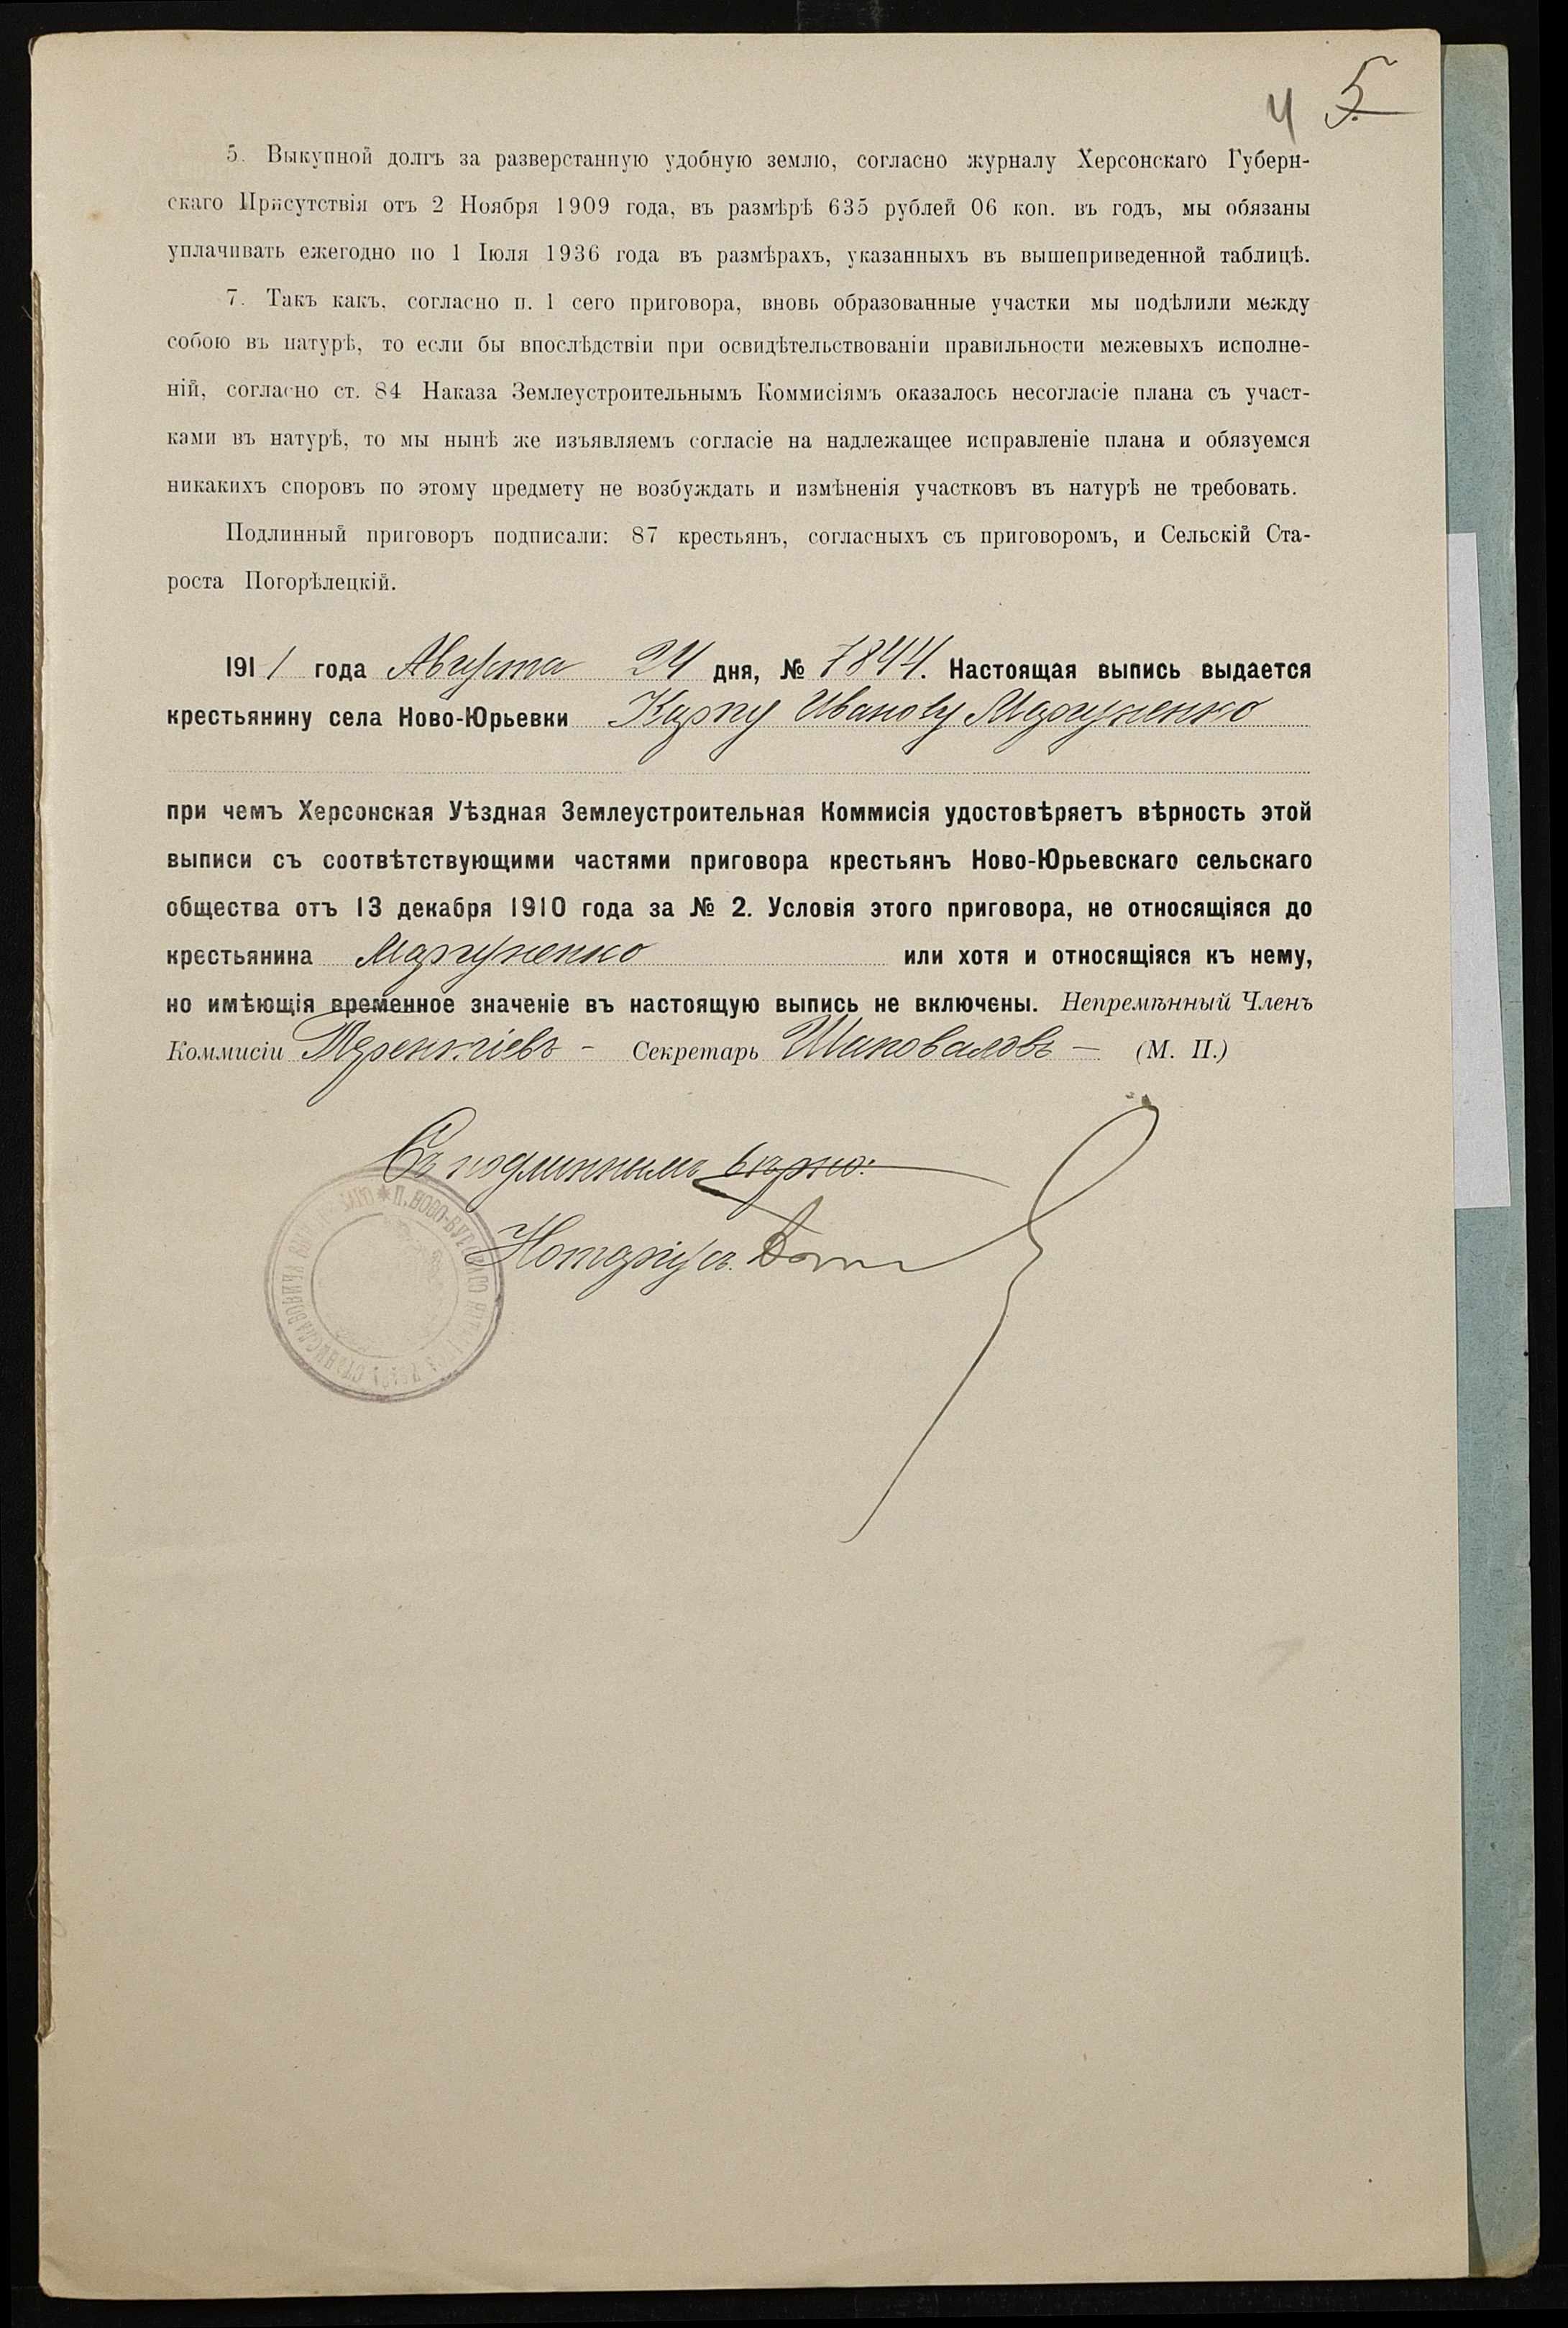 4 5.
5. Выкупной долгъ за разверстанную удобную землю, согласно журналу Херсонскаго Губерн-
скаго Присутствія отъ 2 Ноября 1909 года, въ размѣрѣ 635 рублей 06 коп. въ годъ, мы обязаны
уплачивать ежегодно по 1 Іюля 1936 года въ размѣрахъ, указанныхъ въ вышеприведенной таблицѣ.
7. Такъ какъ, согласно п. 1 сего приговора, вновь образованные участки мы подѣлили между
собою въ натурѣ, то если бы впослѣдствіи при освидѣтельствованіи правильности межевыхъ исполне-
ній, согласно ст. 84 Наказа Землеустроительнымъ Коммисіямъ оказалось несогласіе плана съ участ-
ками въ натурѣ, то мы нынѣ же изъявляемъ согласіе на надлежащее исправленіе плана и обязуемся
никакихъ споровъ по этому предмету не возбуждать и измѣненія участковъ въ натурѣ не требовать.
Подлинный приговоръ подписали: 87 крестьянъ, согласныхъ съ приговоромъ, и Сельскій Ста-
роста Погорѣлецкій.
1911 года Августа 24 дня, № 7844. Настоящая выпись выдается
крестьянину села Ново-Юрьевки Карпу Иванову Маргуненко
при чемъ Херсонская Уѣздная Землеустроительная Коммисія удостовѣряетъ вѣрность этой
выписи съ соотвѣтствующими частями приговора крестьянъ Ново-Юрьевскаго сельскаго
общества отъ 13 декабря 1910 года за № 2. Условія этого приговора, не относящіяся до
крестьянина Маргуненко или хотя и относящіяся къ нему,
но имѣющія временное значеніе въ настоящую выпись не включены. Непремѣнный Членъ
Коммисіи Теренкіевъ - Секретарь Шаповаловъ - (М. П.)
Съ подлиннымъ вѣрно:
Нотаріусъ